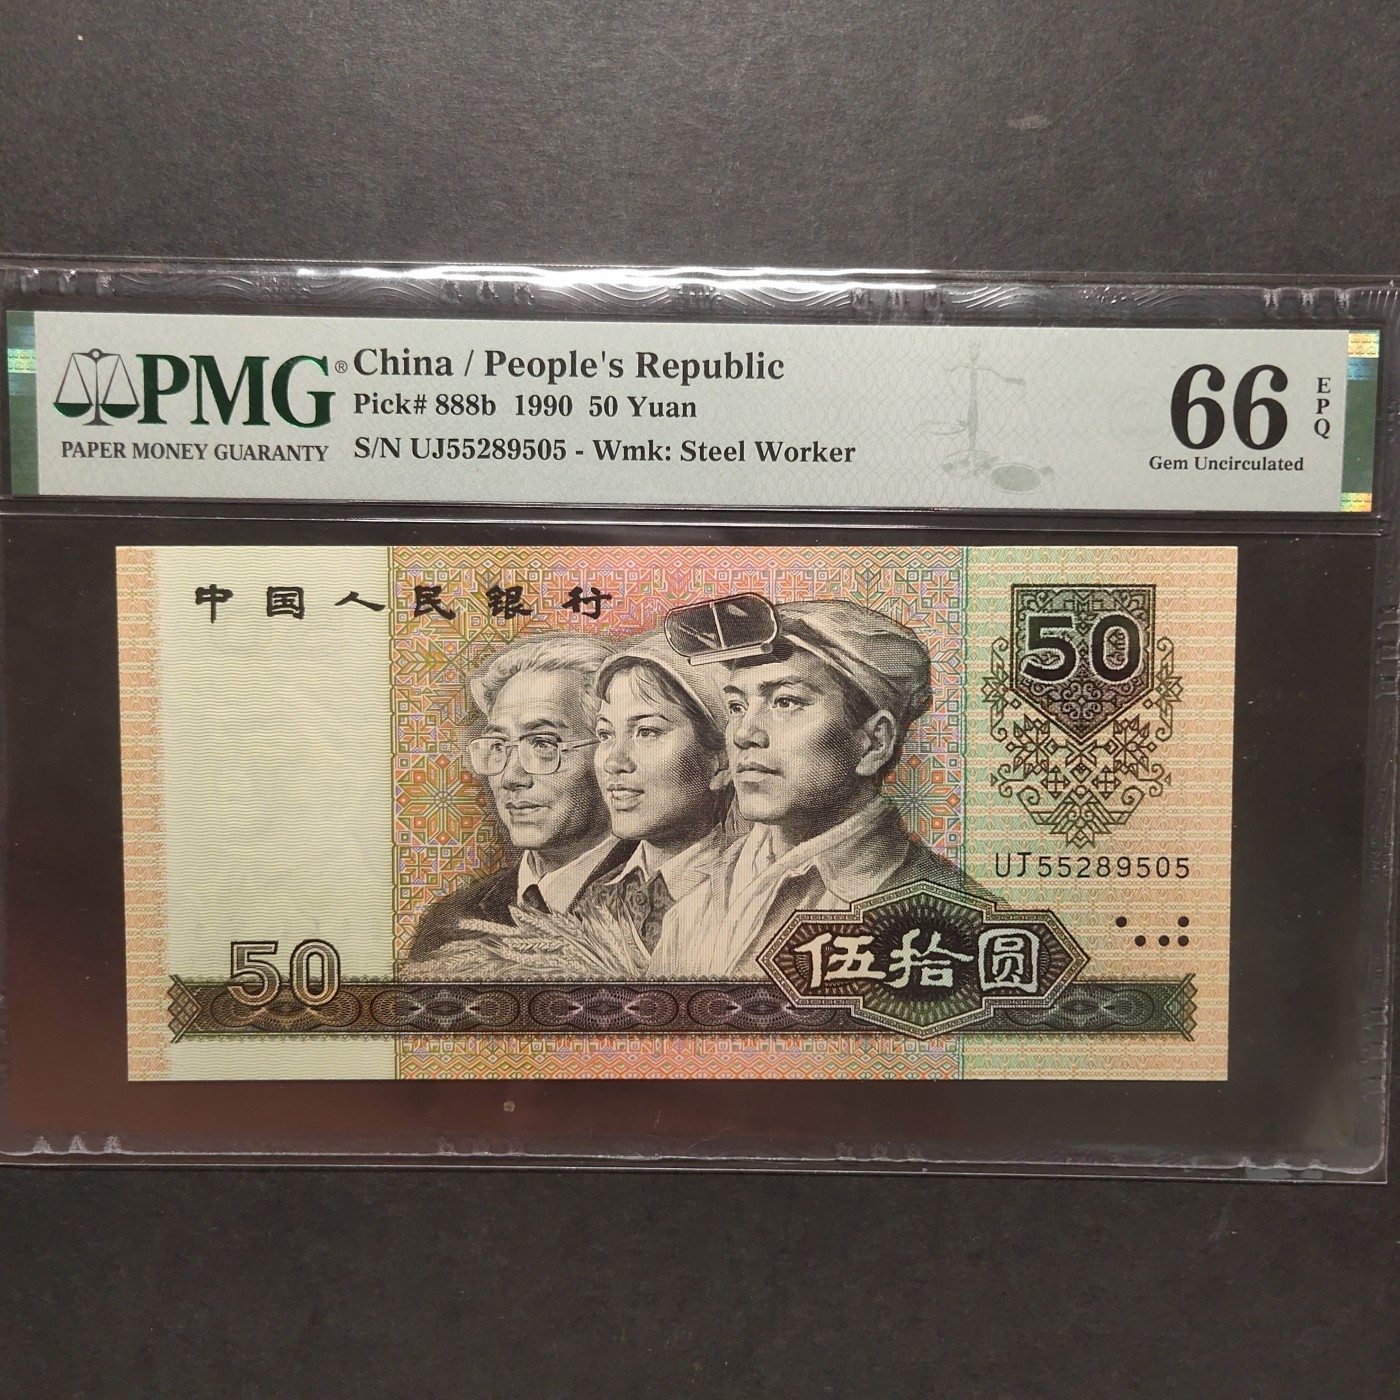 PMG®
PAPER MONEY GUARANTY
China / People's Republic
Pick# 888b 1990 50 Yuan
S/N UJ55289505 - Wmk: Steel Worker
66
EPQ
Gem Uncirculated
中国人民银行
50
UJ55289505
50
伍拾圆